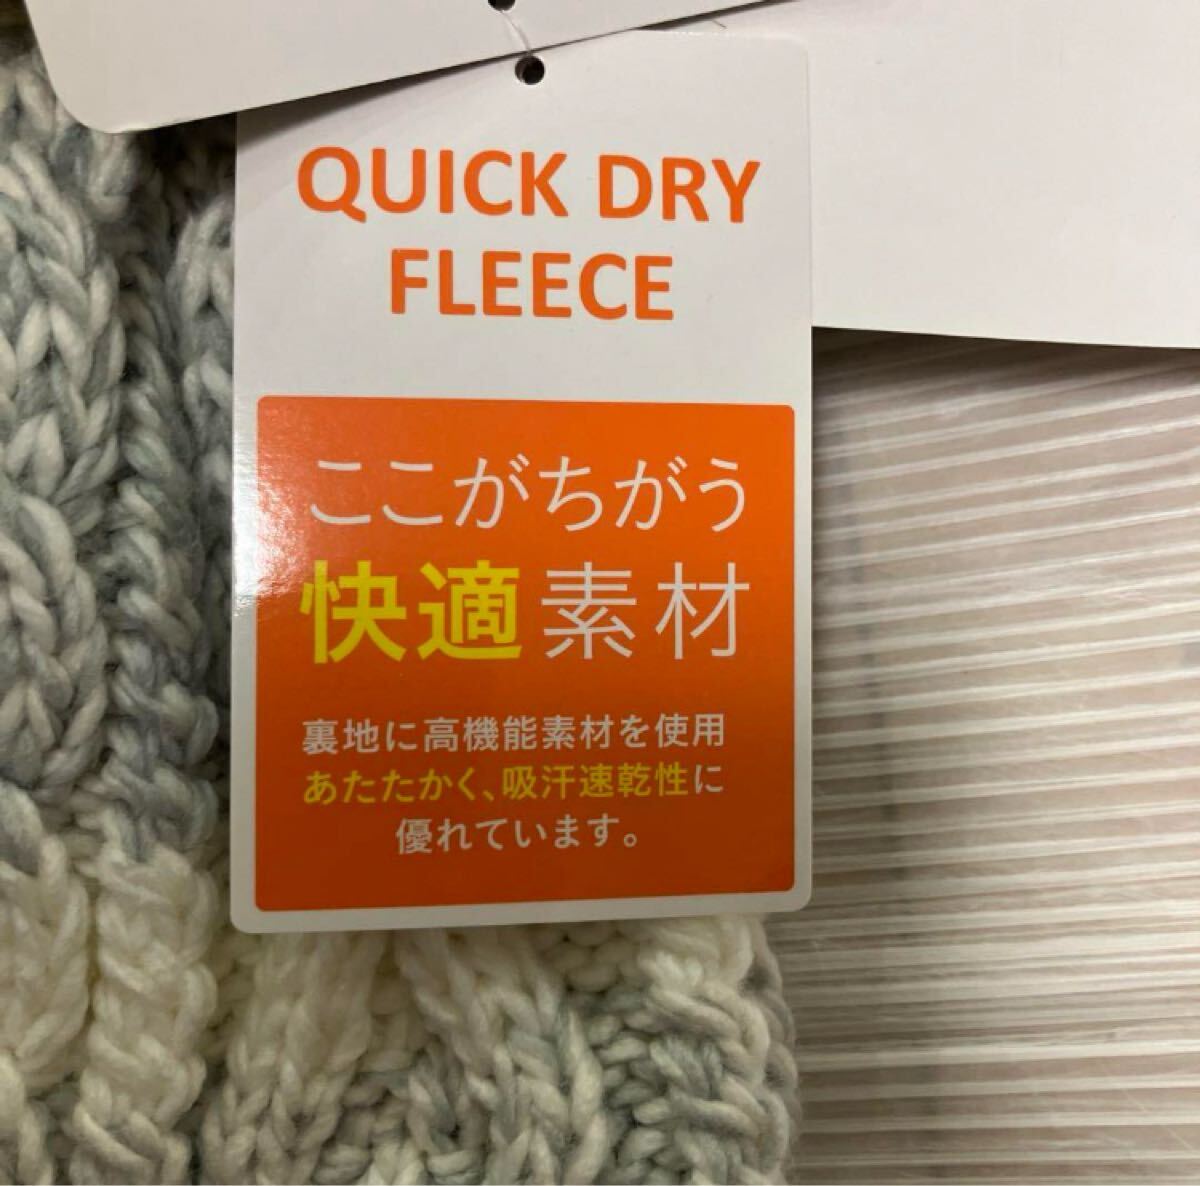 QUICK DRY
FLEECE
ここがちがう
快適素材
裏地に高機能素材を使用
あたたかく、吸汗速乾性に
優れています。